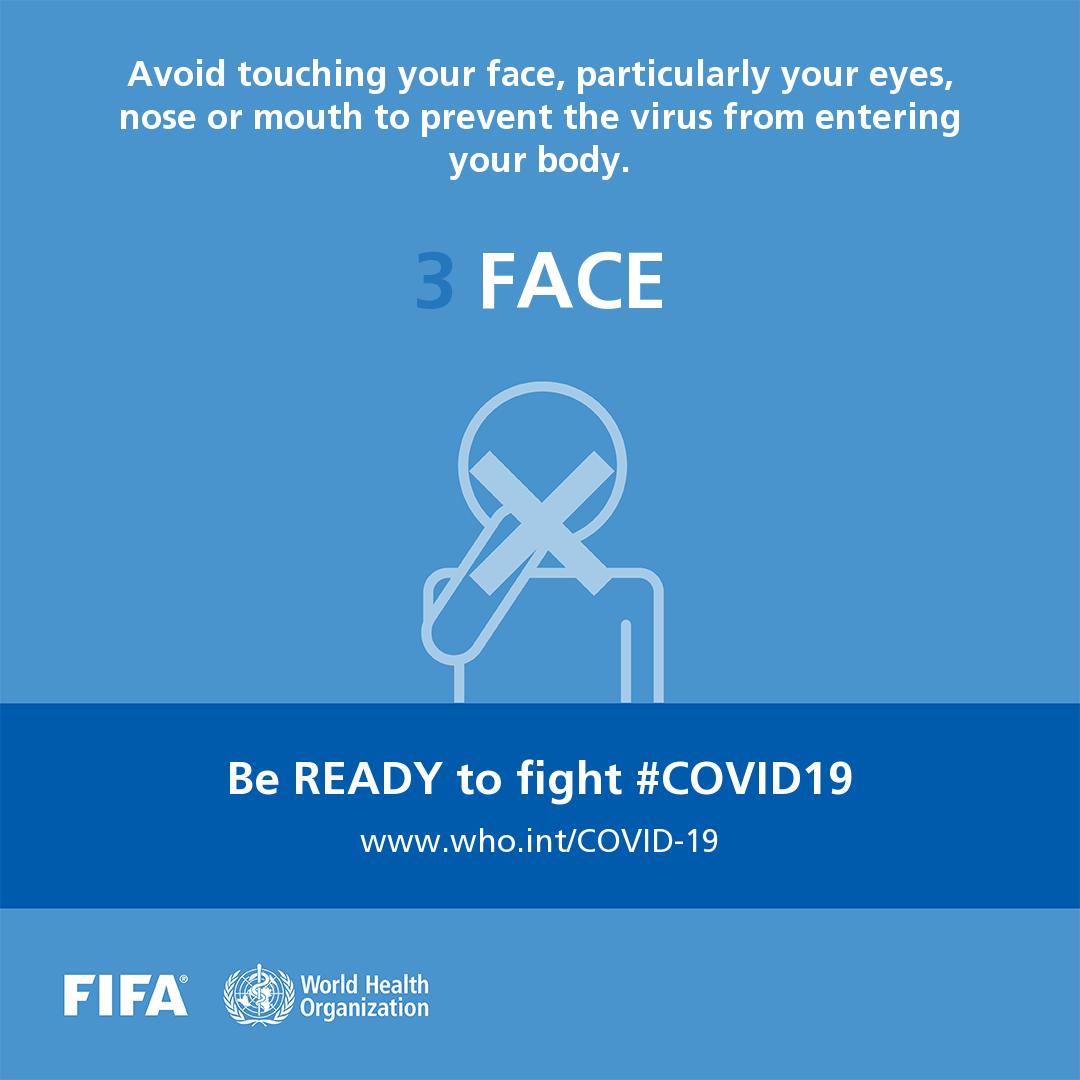 Avoid touching your face, particularly your eyes,
nose or mouth to prevent the virus from entering
your body.
3 FACE
Be READY to fight #COVID19
www.who.int/COVID-19
FIFA®
World Health
Organization